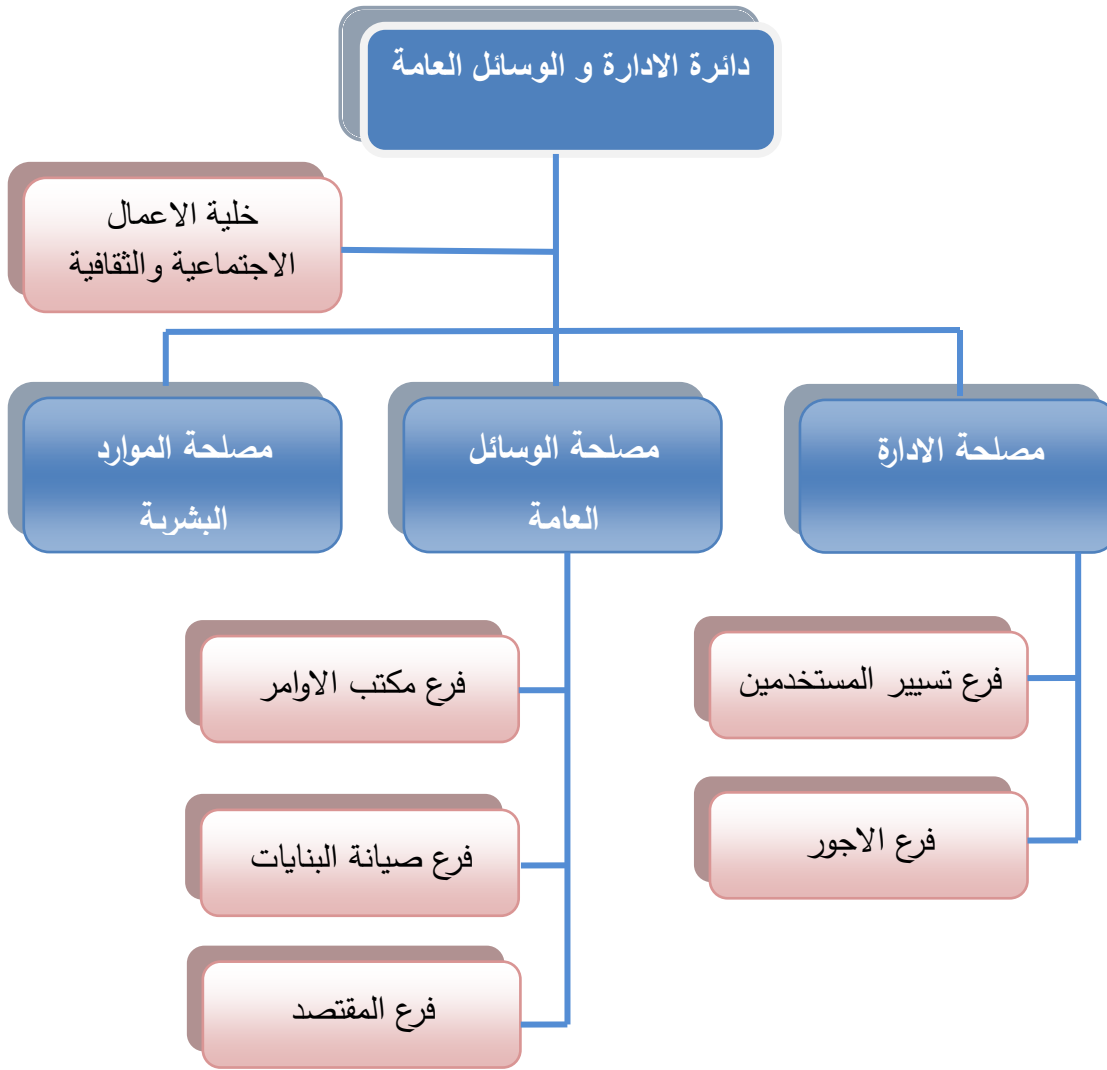 دائرة الادارة و الوسائل العامة
خلية الاعمال
الاجتماعية والثقافية
مصلحة الادارة
مصلحة الوسائل
العامة
مصلحة الموارد
البشرية
فرع تسيير المستخدمين
فرع الاجور
فرع مكتب الاوامر
فرع صيانة البنايات
فرع المقتصد